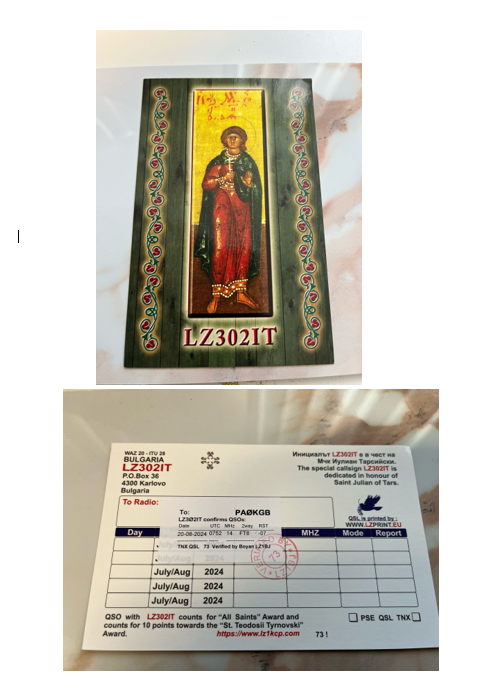 LZ302IT
WAZ 20 - ITU 28
BULGARIA
LZ302IT
P.O.Box 36
4300 Karlovo
Bulgaria
Инициалът LZ302IT е в чест на
Мчк Иулиан Тарсийски.
The special callsign LZ302IT is
dedicated in honour of
Saint Julian of Tars.
To Radio:
QSL is printed by :
WWW.LZPRINT.EU
To: PAØKGB
LZ3Ø2IT confirms QSOs:
Date UTC MHz 2way RST
20-08-2024 0752 14 FT8 -07
TNX QSL 73 Verified by Boyan
Day MHZ Mode Report
July/Aug 2024
July/Aug 2024
July/Aug 2024
QSO with LZ302IT counts for "All Saints" Award and
counts for 10 points towards the "St. Teodosii Tyrnovski"
Award. https://www.lz1kcp.com 73 !
PSE QSL TNX